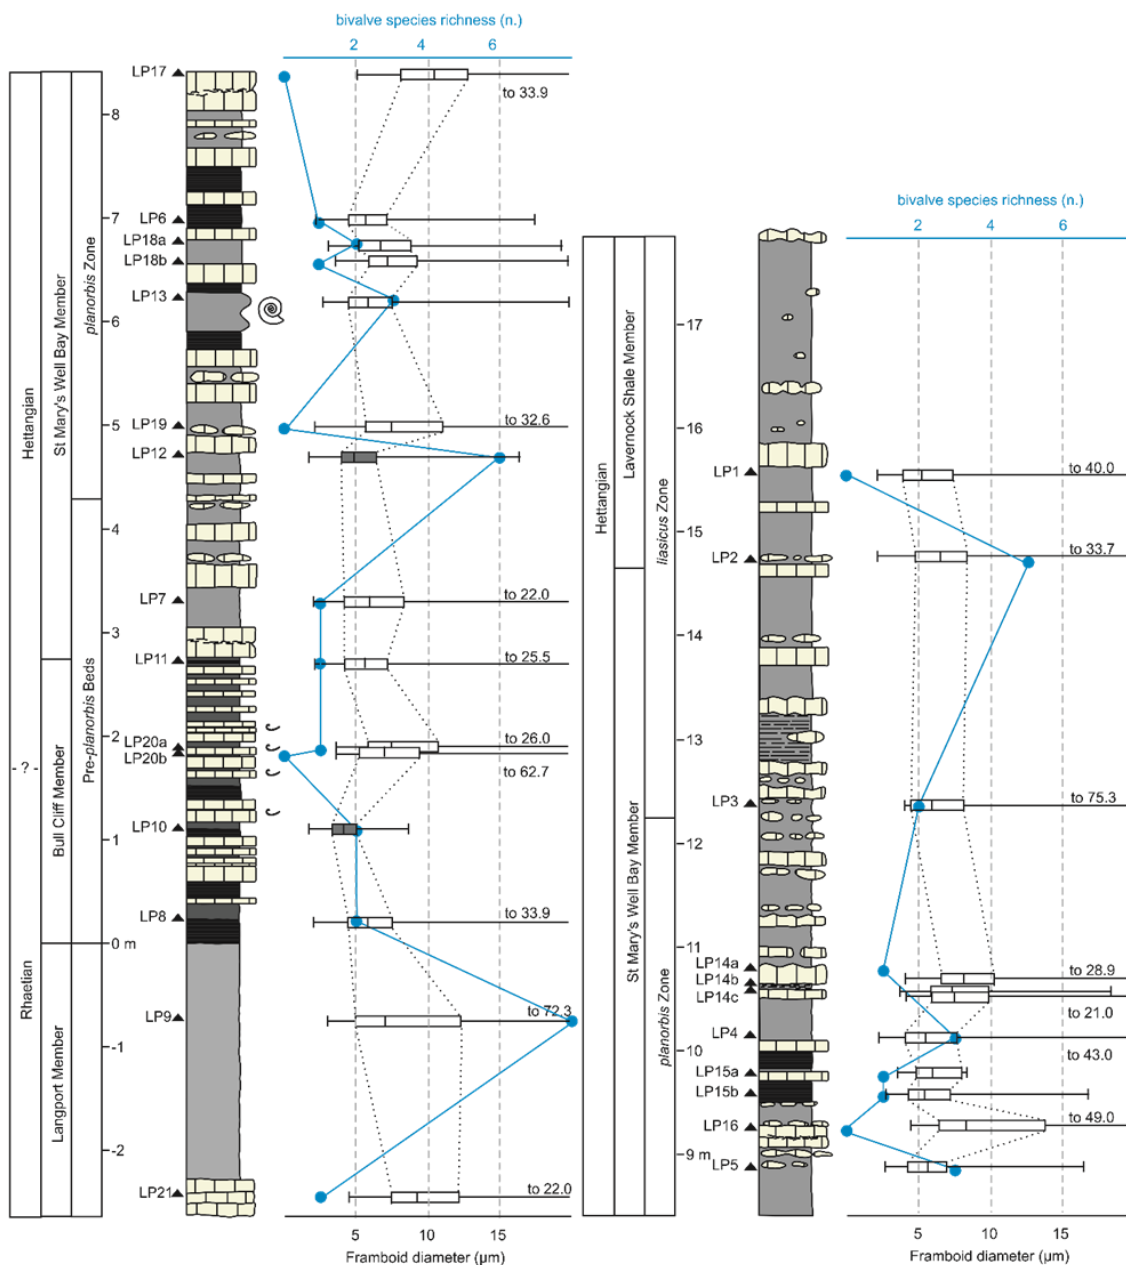 bivalve species richness (n.)
2 4 6
Hettangian
- ? -
Rhaetian
St Mary's Well Bay Member
Bull Cliff Member
Langport Member
planorbis Zone
Pre-planorbis Beds
8
7
6
5
4
3
2
1
0 m
-1
-2
LP17
LP6
LP18a
LP18b
LP13
LP19
LP12
LP7
LP11
LP20a
LP20b
LP10
LP8
LP9
LP21
to 33.9
to 32.6
to 22.0
to 25.5
to 26.0
to 62.7
to 33.9
to 72.3
to 22.0
5 10 15
Framboid diameter (µm)
bivalve species richness (n.)
2 4 6
Hettangian
Lavernock Shale Member
St Mary's Well Bay Member
liasicus Zone
planorbis Zone
17
16
15
14
13
12
11
10
9 m
LP1
LP2
LP3
LP14a
LP14b
LP14c
LP4
LP15a
LP15b
LP16
LP5
to 40.0
to 33.7
to 75.3
to 28.9
to 21.0
to 43.0
to 49.0
5 10 15
Framboid diameter (µm)